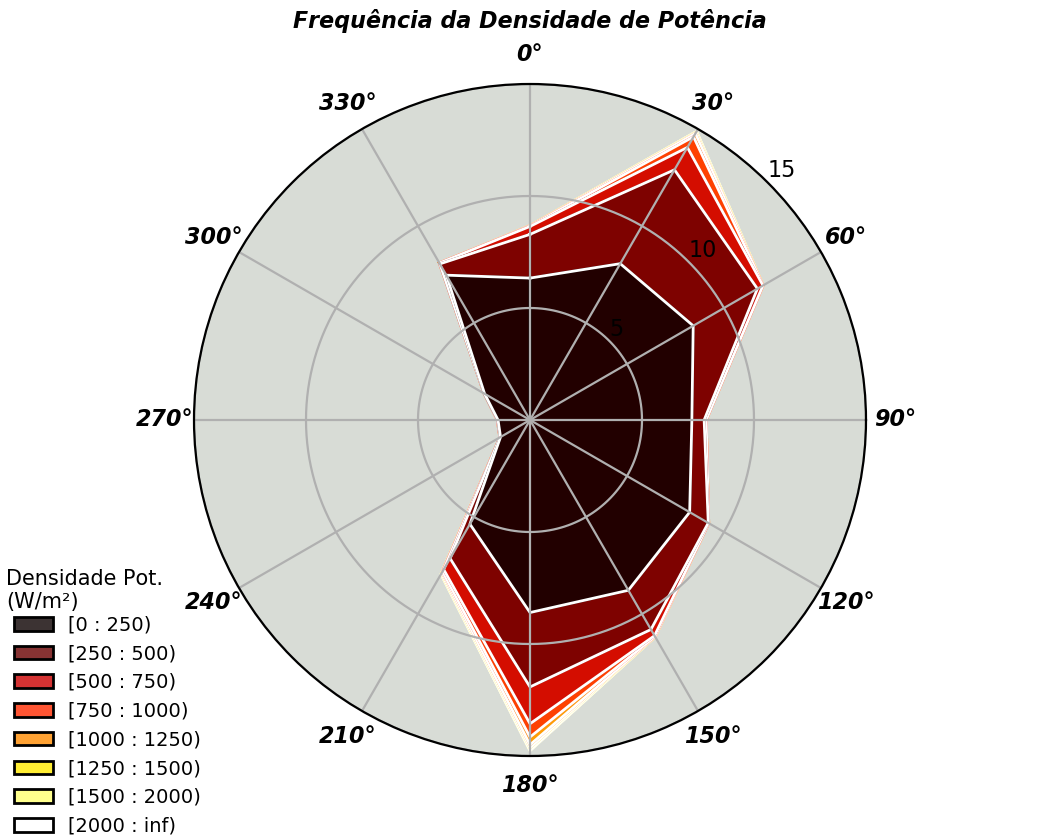 Frequência da Densidade de Potência
0°
330°
30°
15
300°
60°
10
5
270°
90°
240°
120°
210°
150°
180°
Densidade Pot.
(W/m²)
[0 : 250)
[250 : 500)
[500 : 750)
[750 : 1000)
[1000 : 1250)
[1250 : 1500)
[1500 : 2000)
[2000 : inf)